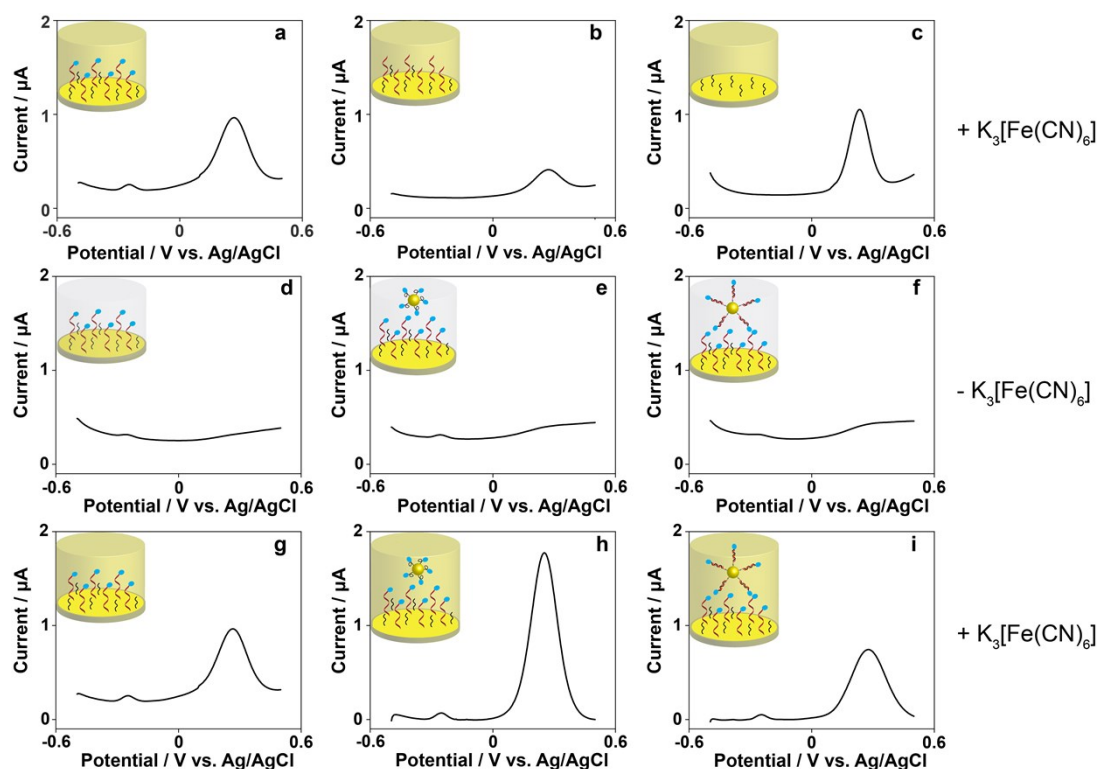 a
b
c
2
1
0
Current / µA
-0.6
0
0.6
Potential / V vs. Ag/AgCl
2
1
0
Current / µA
-0.6
0
0.6
Potential / V vs. Ag/AgCl
2
1
0
Current / µA
-0.6
0
0.6
Potential / V vs. Ag/AgCl
+ K3[Fe(CN)6]
d
e
f
2
1
0
Current / µA
-0.6
0
0.6
Potential / V vs. Ag/AgCl
2
1
0
Current / µA
-0.6
0
0.6
Potential / V vs. Ag/AgCl
2
1
0
Current / µA
-0.6
0
0.6
Potential / V vs. Ag/AgCl
- K3[Fe(CN)6]
g
h
i
2
1
0
Current / µA
-0.6
0
0.6
Potential / V vs. Ag/AgCl
2
1
0
Current / µA
-0.6
0
0.6
Potential / V vs. Ag/AgCl
2
1
0
Current / µA
-0.6
0
0.6
Potential / V vs. Ag/AgCl
+ K3[Fe(CN)6]